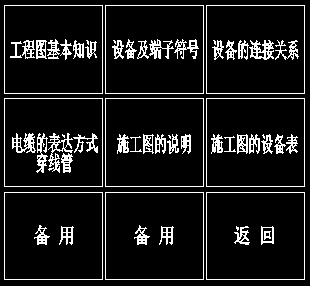 工程图基本知识
设备及端子符号
设备的连接关系
电缆的表达方式
穿线管
施工图的说明
施工图的设备表
备 用
备 用
返 回